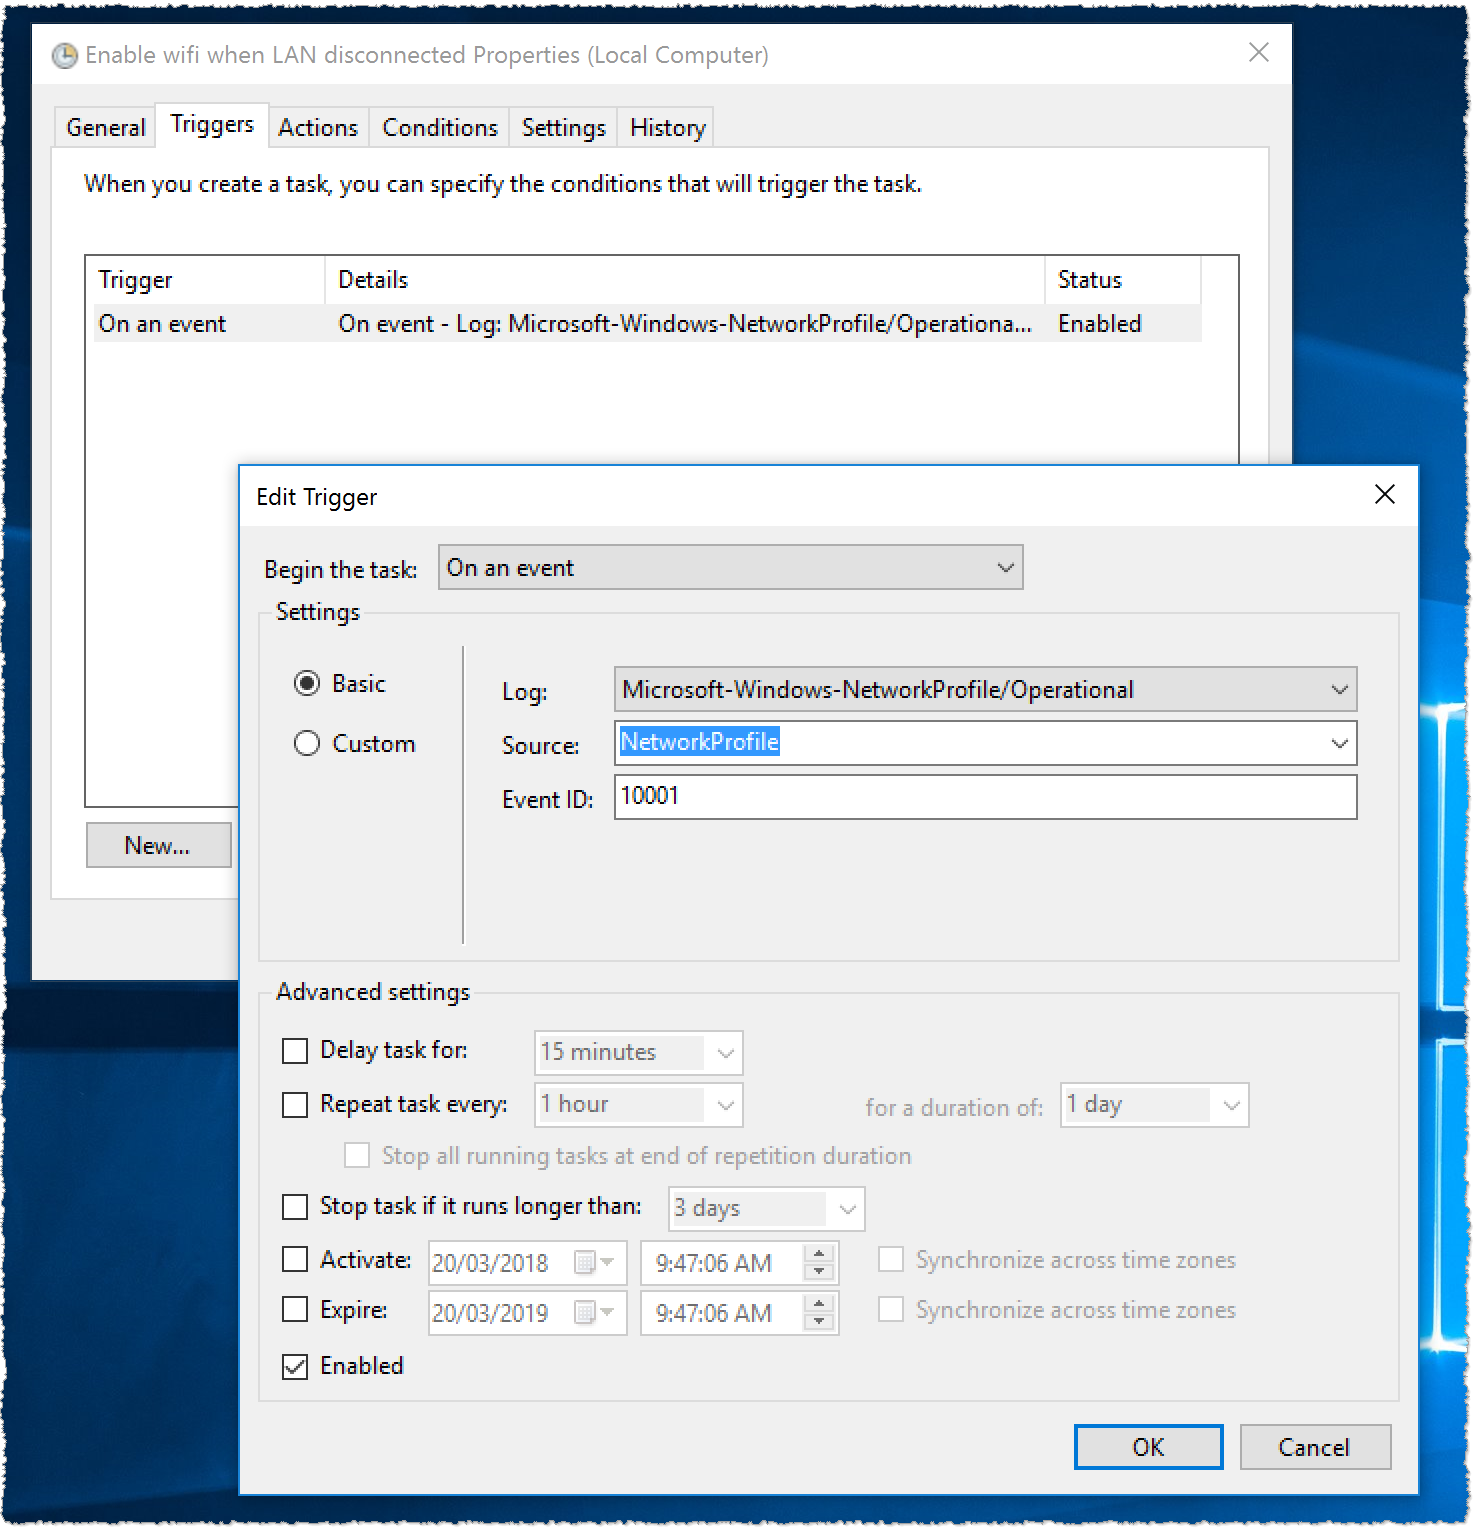 Enable wifi when LAN disconnected Properties (Local Computer)
General Triggers Actions Conditions Settings History
When you create a task, you can specify the conditions that will trigger the task.
Trigger Details Status
On an event On event - Log: Microsoft-Windows-NetworkProfile/Operationa... Enabled
New...
Edit Trigger
Begin the task: On an event
Settings
Basic
Custom
Log: Microsoft-Windows-NetworkProfile/Operational
Source: NetworkProfile
Event ID: 10001
Advanced settings
Delay task for: 15 minutes
Repeat task every: 1 hour for a duration of: 1 day
Stop all running tasks at end of repetition duration
Stop task if it runs longer than: 3 days
Activate: 20/03/2018 9:47:06 AM Synchronize across time zones
Expire: 20/03/2019 9:47:06 AM Synchronize across time zones
Enabled
OK Cancel